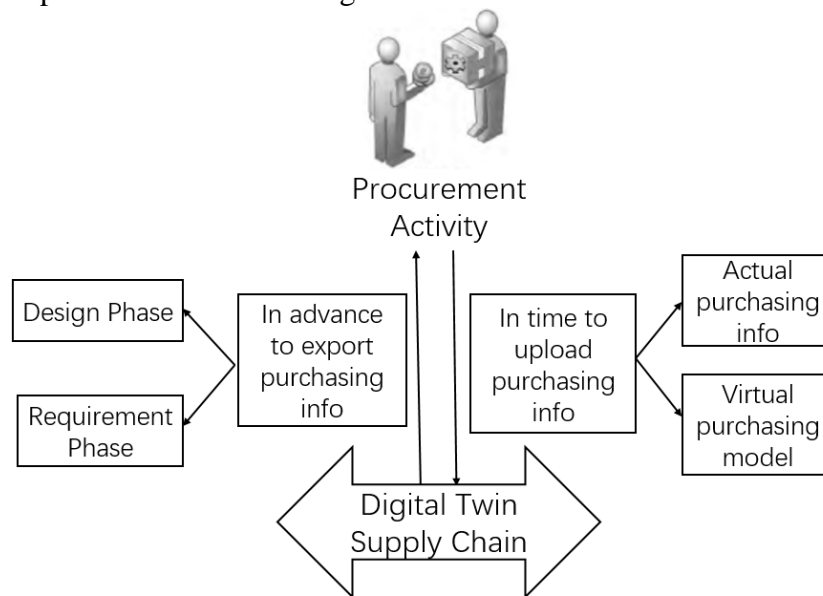 Procurement
Activity
Design Phase
Requirement
Phase
In advance
to export
purchasing
info
In time to
upload
purchasing
info
Actual
purchasing
info
Virtual
purchasing
model
Digital Twin
Supply Chain